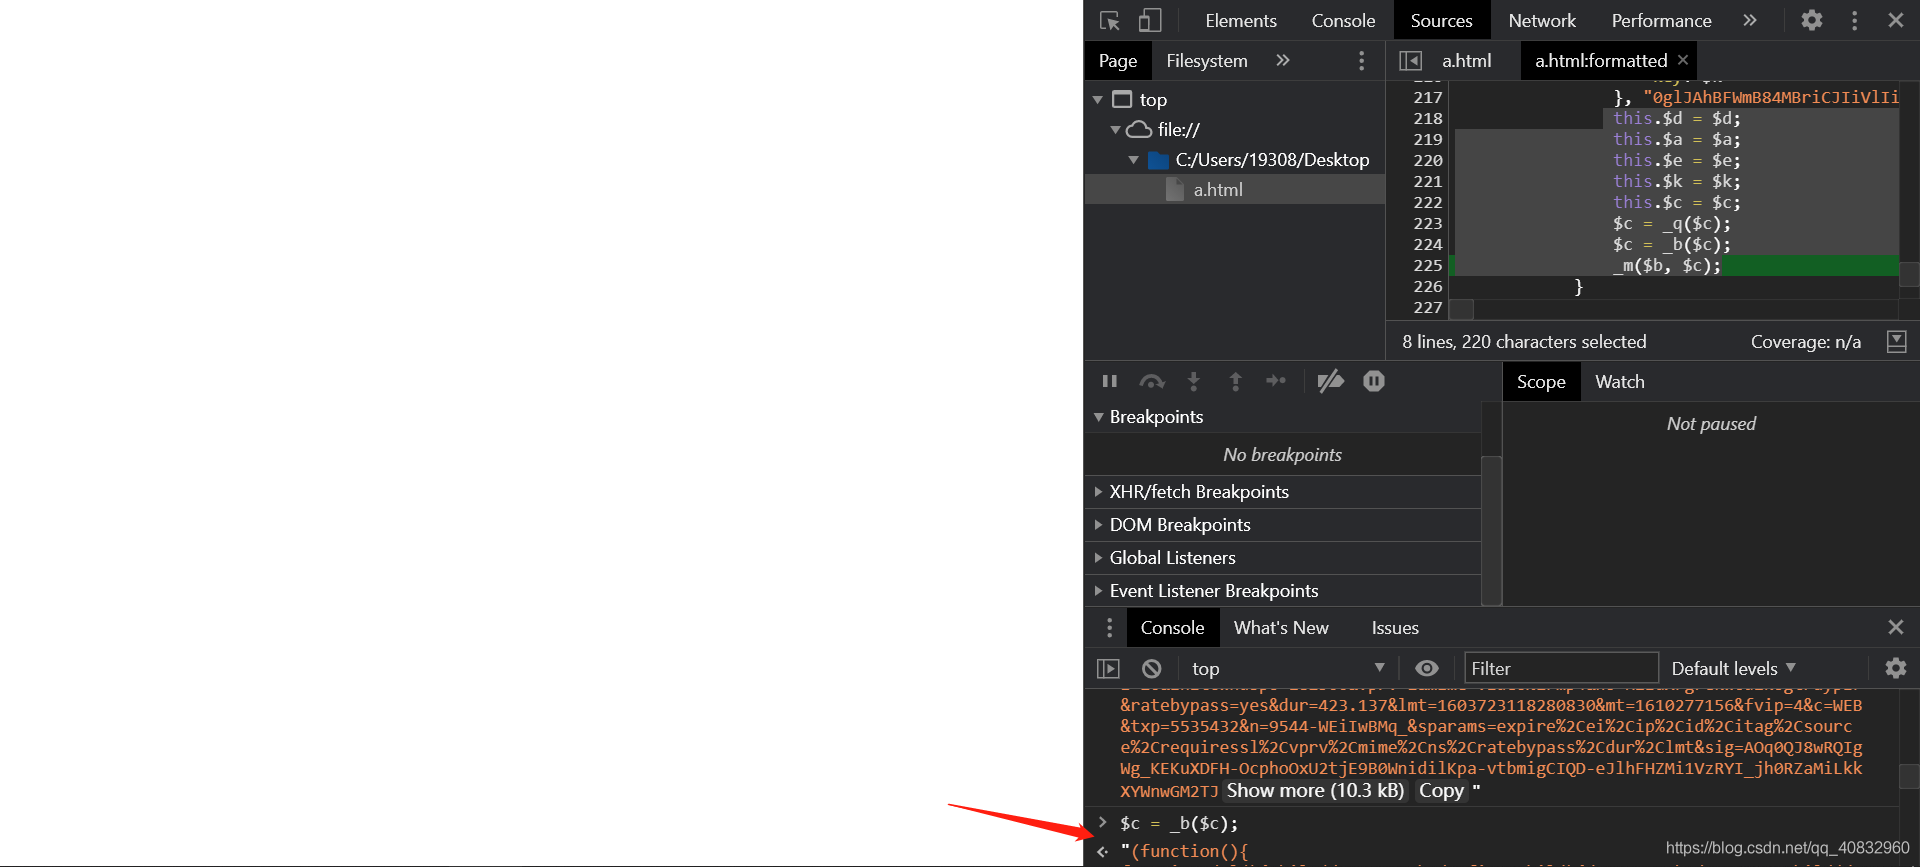 Elements Console Sources Network Performance »
Page Filesystem »
a.html a.html:formatted ×
top
file://
C:/Users/19308/Desktop
a.html
217 }, "0glJAhBFWmB84MBriCJIiVlIi
218 this.$d = $d;
219 this.$a = $a;
220 this.$e = $e;
221 this.$k = $k;
222 this.$c = $c;
223 $c = _q($c);
224 $c = _b($c);
225 _m($b, $c);
226 }
227
8 lines, 220 characters selected Coverage: n/a
Scope Watch
Breakpoints
Not paused
No breakpoints
XHR/fetch Breakpoints
DOM Breakpoints
Global Listeners
Event Listener Breakpoints
Console What's New Issues
top Filter Default levels
&ratebypass=yes&dur=423.137&lmt=1603723118280830&mt=1610277156&fvip=4&c=WEB
&txp=5535432&n=9544-WEiIwBMq_&sparams=expire%2Cei%2Cip%2Cid%2Citag%2Csourc
e%2Crequiressl%2Cvprv%2Cmime%2Cns%2Cratebypass%2Cdur%2Clmt&sig=AOq0QJ8wRQIg
Wg_KEKuXDFH-OcphoOxU2tjE9B0WnidilKpa-vtbmigCIQD-eJlhFHZMi1VzRYI_jh0RZaMiLkk
XYWnwGM2TJ Show more (10.3 kB) Copy "
> $c = _b($c);
"(function(){
https://blog.csdn.net/qq_40832960